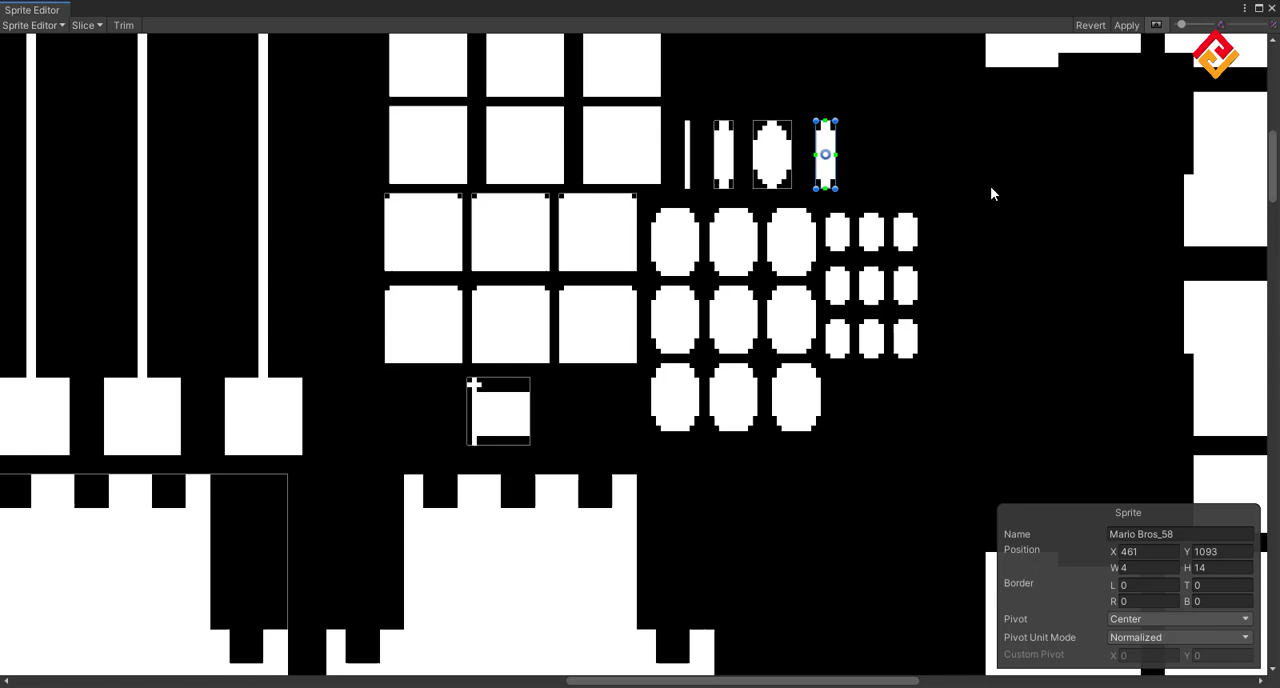 Sprite Editor
Sprite Editor Slice Trim Revert Apply
Sprite
Name Mario Bros_58
Position X 461 Y 1093
W 4 H 14
Border L 0 T 0
R 0 B 0
Pivot Center
Pivot Unit Mode Normalized
Custom Pivot X 0 Y 0